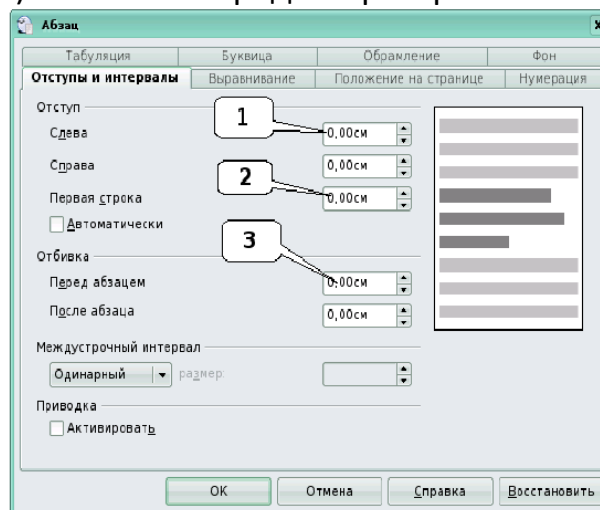 Абзац
Табуляция Буквица Обрамление Фон
Отступы и интервалы Выравнивание Положение на странице Нумерация
Отступ
Слева 1 0,00см
Справа 0,00см
Первая строка 2 0,00см
Автоматически
Отбивка 3
Перед абзацем 0,00см
После абзаца 0,00см
Междустрочный интервал
Одинарный размер:
Приводка
Активировать
ОК Отмена Справка Восстановить